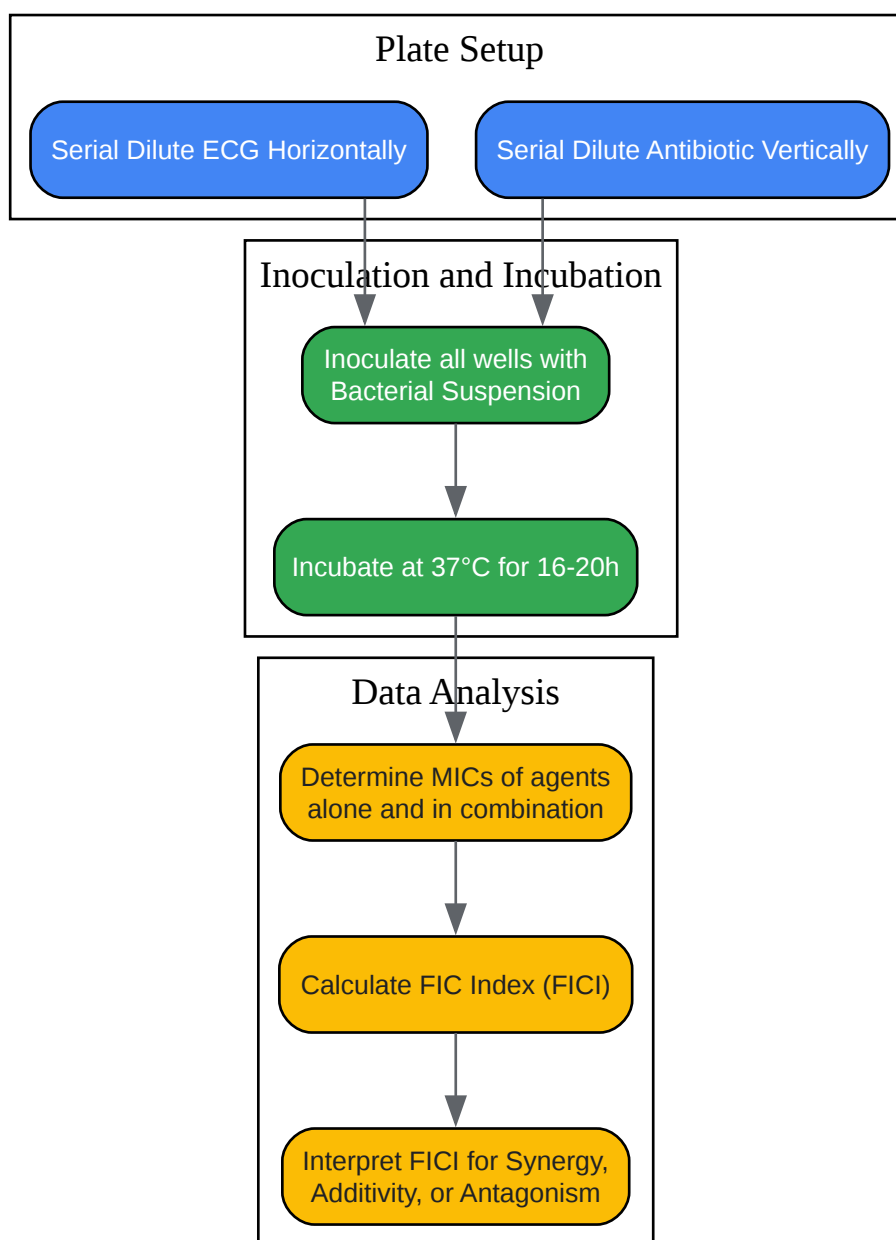 Plate Setup
Serial Dilute ECG Horizontally
Serial Dilute Antibiotic Vertically
Inoculation and Incubation
Inoculate all wells with
Bacterial Suspension
Incubate at 37°C for 16-20h
Data Analysis
Determine MICs of agents
alone and in combination
Calculate FIC Index (FICI)
Interpret FICI for Synergy,
Additivity, or Antagonism